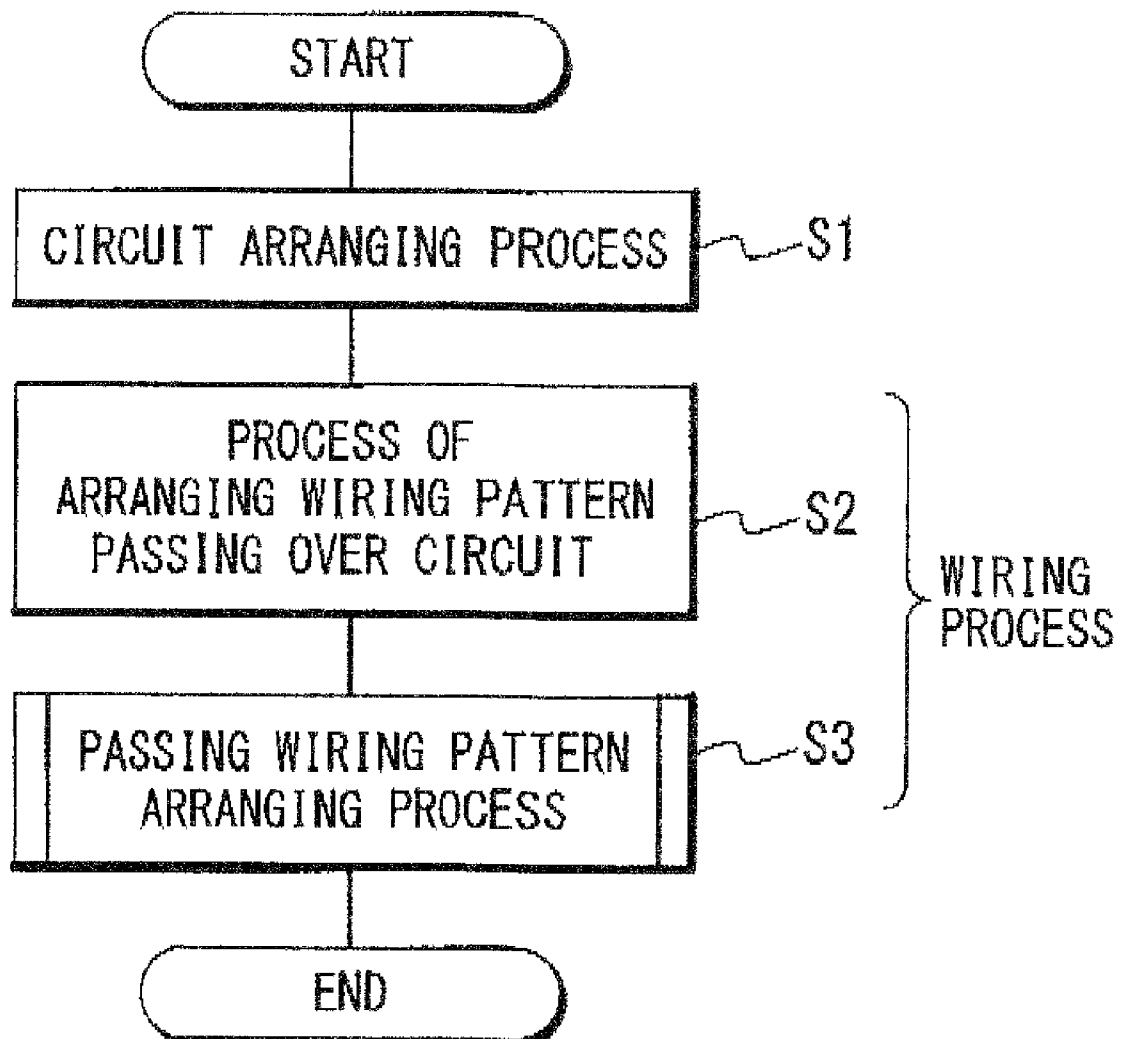 START
CIRCUIT ARRANGING PROCESS
S1
PROCESS OF
ARRANGING WIRING PATTERN
PASSING OVER CIRCUIT
S2
WIRING
PROCESS
PASSING WIRING PATTERN
ARRANGING PROCESS
S3
END